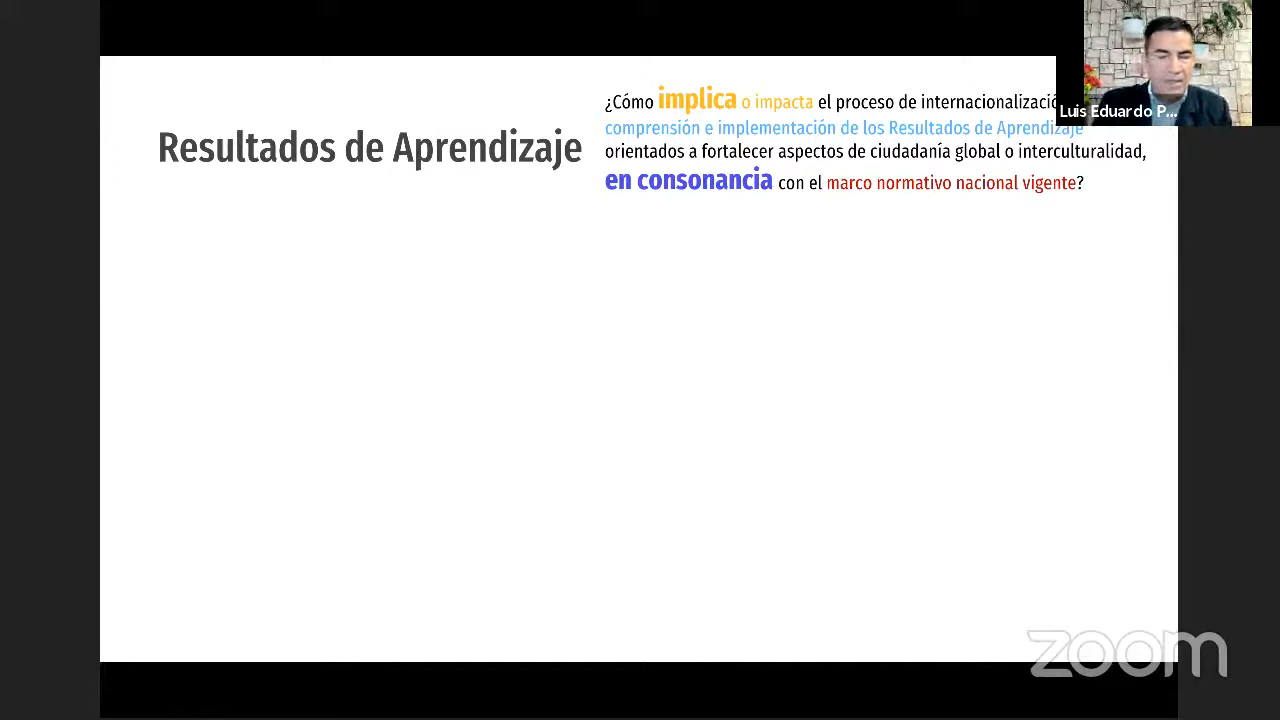 Resultados de Aprendizaje
¿Cómo implica o impacta el proceso de internacionalizació
comprensión e implementación de los Resultados de Aprendizaje
orientados a fortalecer aspectos de ciudadanía global o interculturalidad,
en consonancia con el marco normativo nacional vigente?
Luis Eduardo P...
zoom